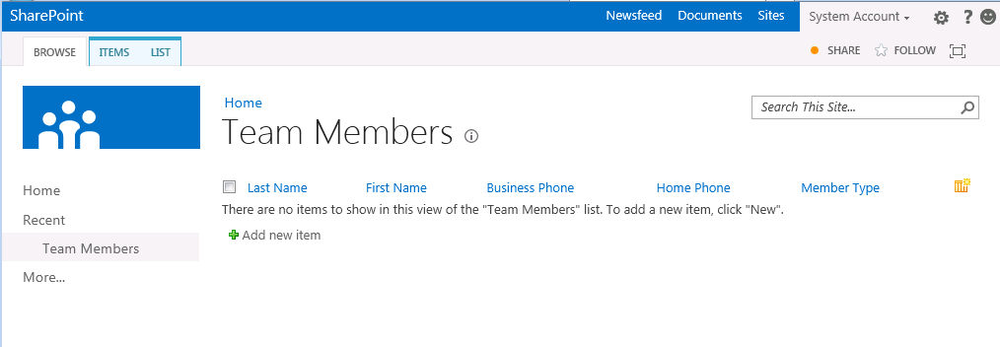 SharePoint Newsfeed Documents Sites System Account ?
BROWSE ITEMS LIST SHARE FOLLOW
Home
Team Members
Search This Site...
Home
Recent
Team Members
More...
Last Name First Name Business Phone Home Phone Member Type
There are no items to show in this view of the "Team Members" list. To add a new item, click "New".
Add new item